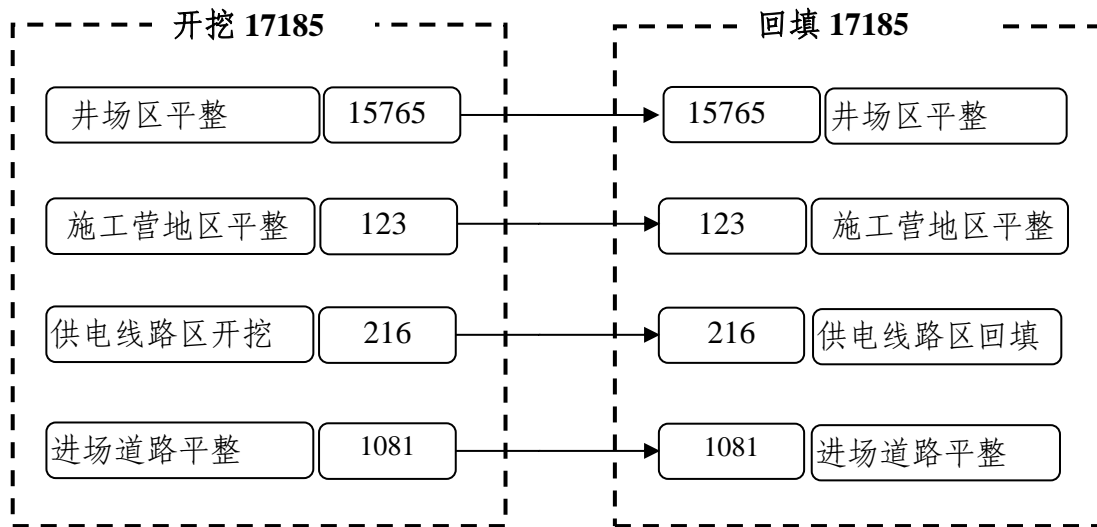 开挖 17185 回填 17185
井场区平整 15765 15765 井场区平整
施工营地区平整 123 123 施工营地区平整
供电线路区开挖 216 216 供电线路区回填
进场道路平整 1081 1081 进场道路平整